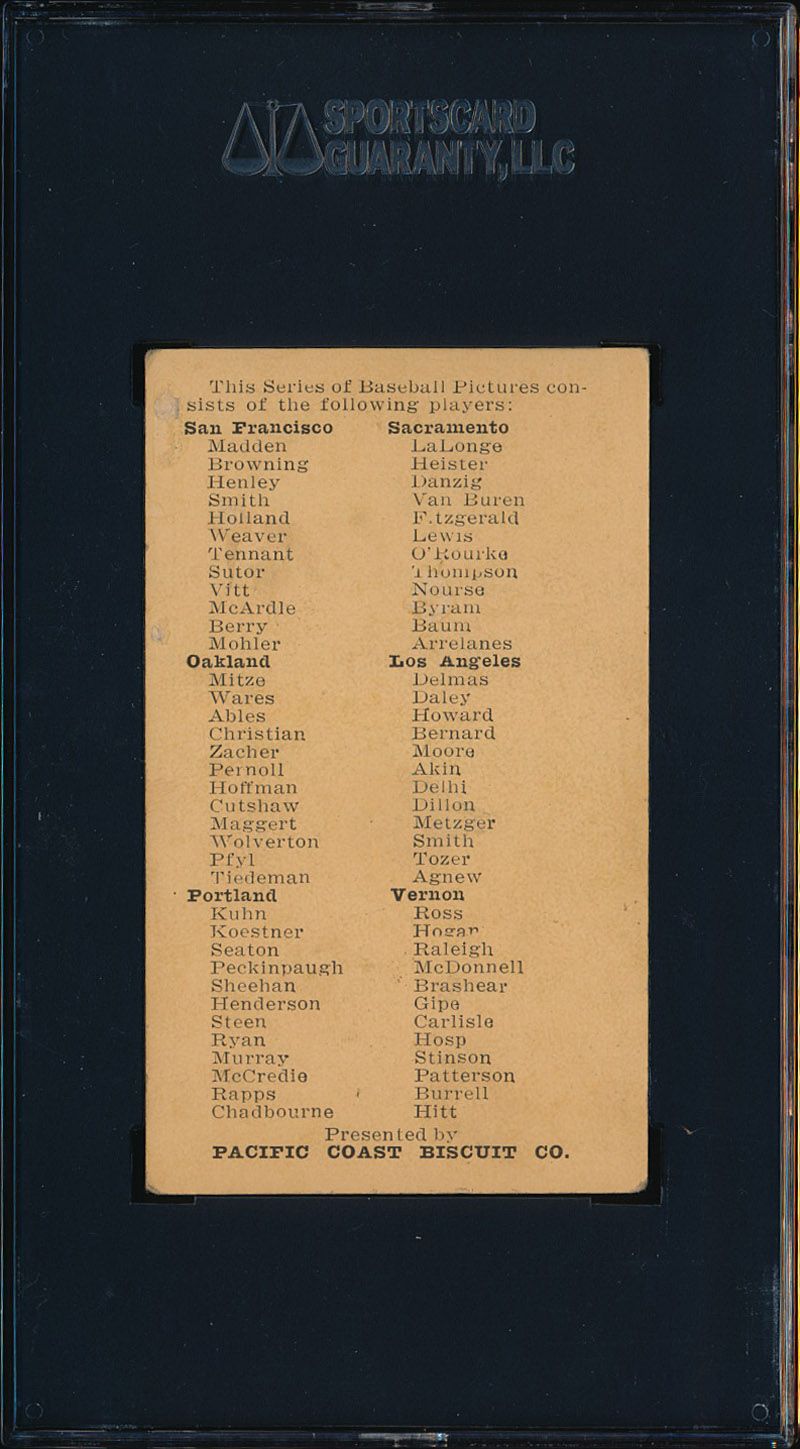 SPORTSCARD
GUARANTY, LLC
This Series of Baseball Pictures con-
sists of the following players:
San Francisco
Madden
Browning
Henley
Smith
Holland
Weaver
Tennant
Sutor
Vitt
McArdle
Berry
Mohler
Oakland
Mitze
Wares
Ables
Christian
Zacher
Pernoll
Hoffman
Cutshaw
Maggert
Wolverton
Pfyl
Tiedeman
Portland
Kuhn
Koestner
Seaton
Peckinpaugh
Sheehan
Henderson
Steen
Ryan
Murray
McCredie
Rapps
Chadbourne
Sacramento
LaLonge
Heister
Danzig
Van Buren
F.tzgerald
Lewis
O'Rourke
Thompson
Nourse
Byram
Baum
Arrelanes
Los Angeles
Delmas
Daley
Howard
Bernard
Moore
Akin
Delhi
Dillon
Metzger
Smith
Tozer
Agnew
Vernon
Ross
Hogan
Raleigh
McDonnell
Brashear
Gipe
Carlisle
Hosp
Stinson
Patterson
Burrell
Hitt
Presented by
PACIFIC COAST BISCUIT CO.